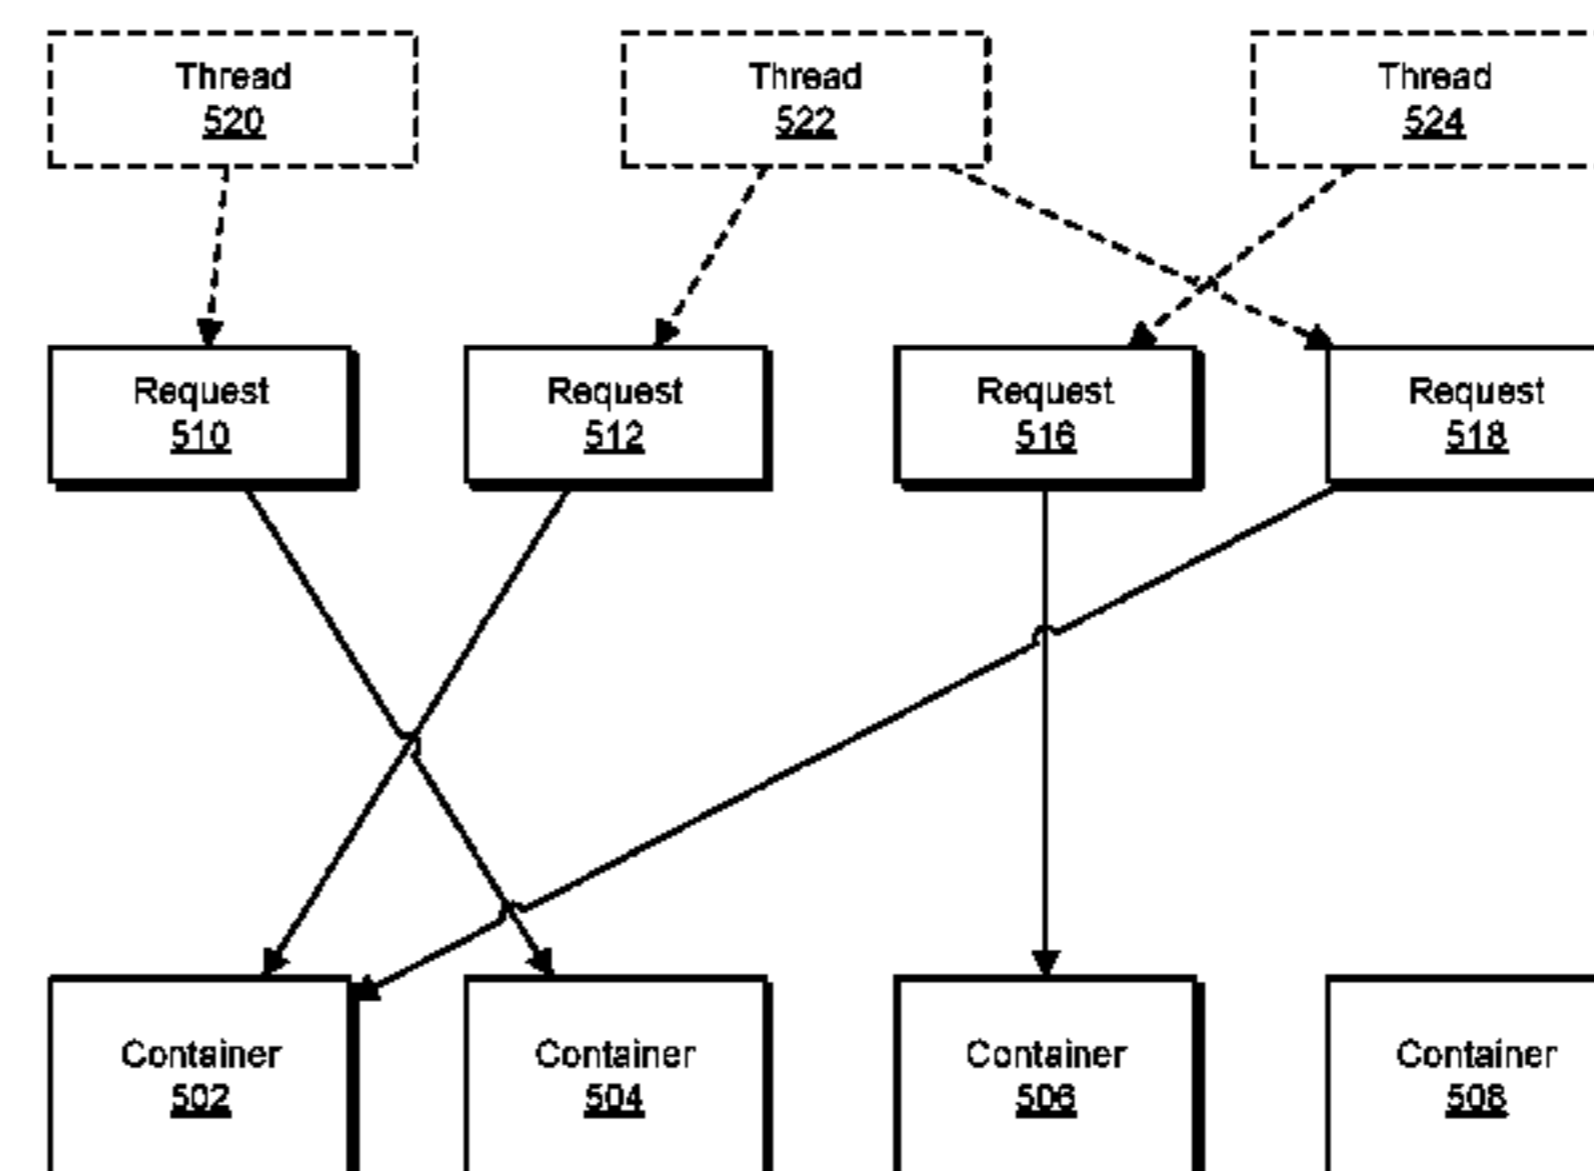 Thread
520
Thread
522
Thread
524
Request
510
Request
512
Request
516
Request
518
Container
502
Container
504
Container
506
Container
508